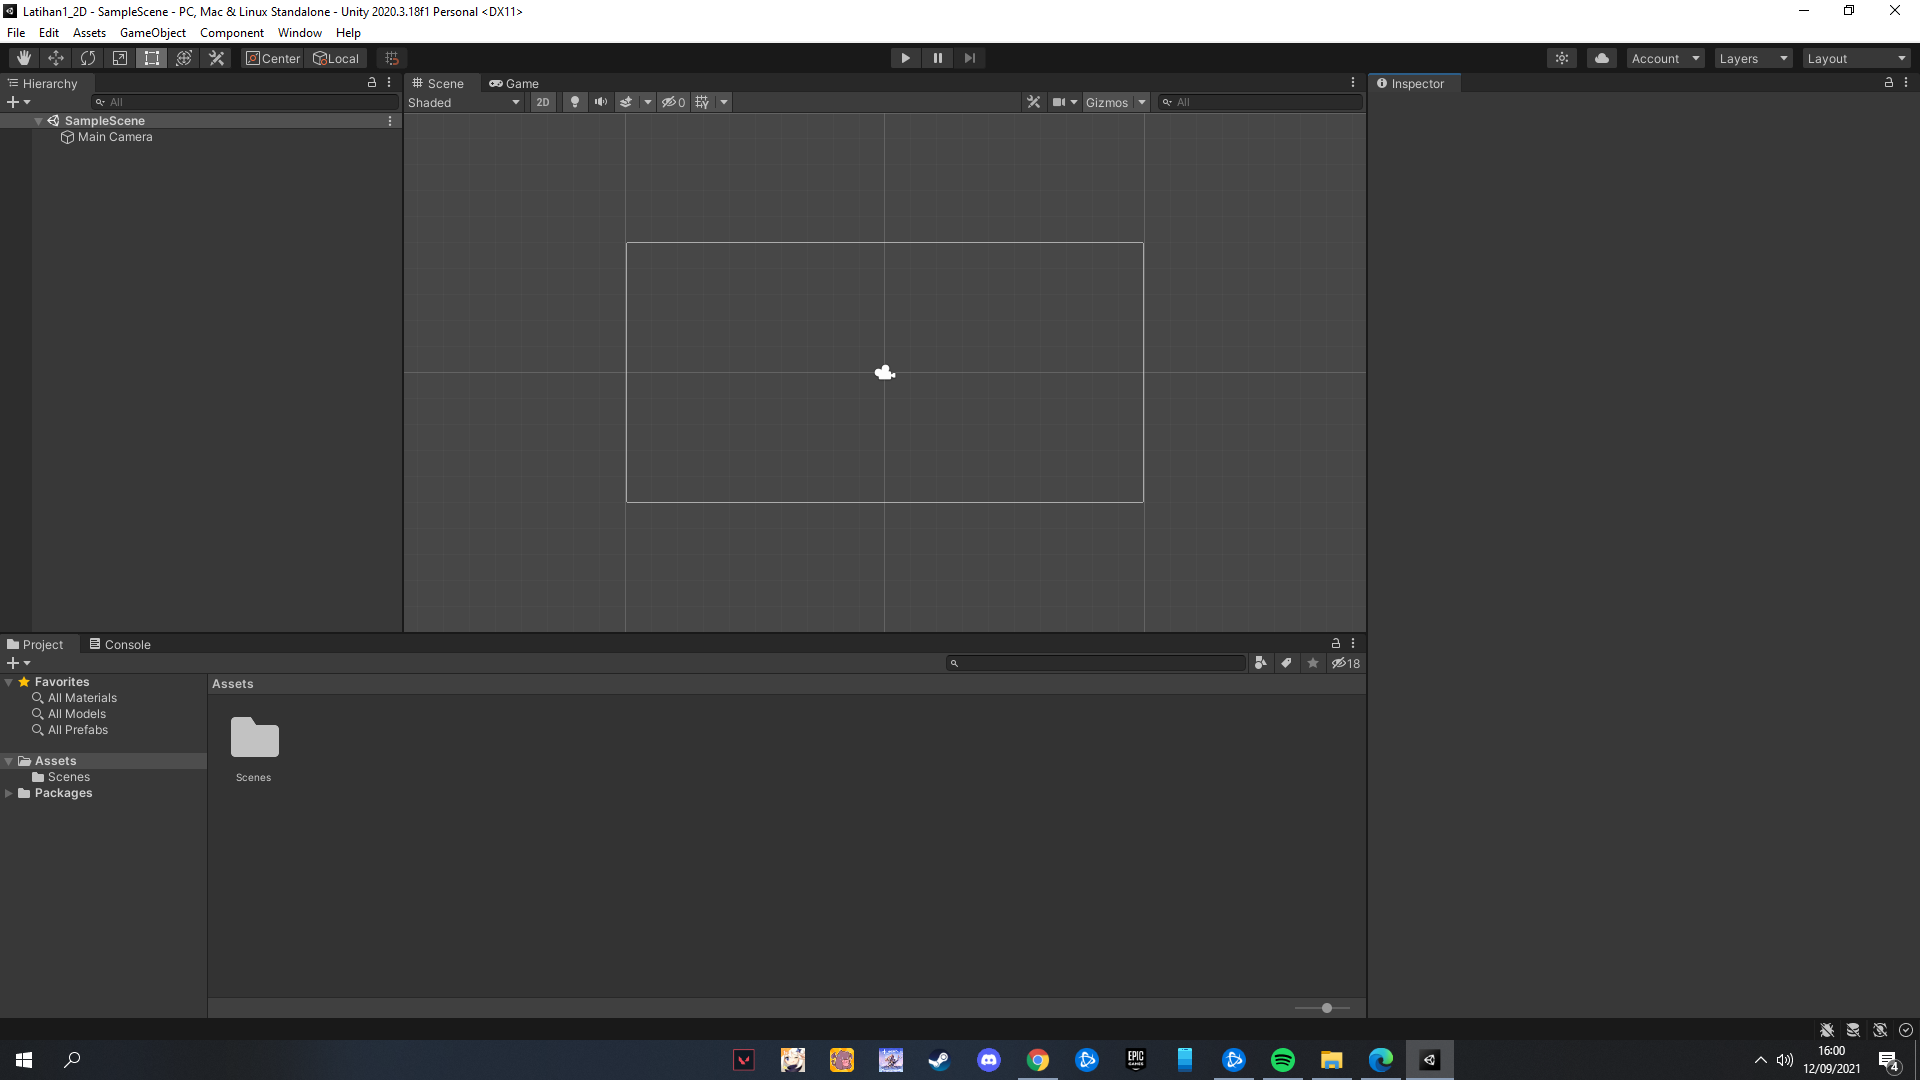 Latihan1_2D - SampleScene - PC, Mac & Linux Standalone - Unity 2020.3.18f1 Personal <DX11>
File Edit Assets GameObject Component Window Help
Center Local Account Layers Layout
Hierarchy Scene Game Inspector
All Shaded 2D 0 Gizmos All
SampleScene
Main Camera
Project Console
18
Favorites Assets
All Materials
All Models
All Prefabs
Assets
Scenes Scenes
Packages
EPIC GAMES
16:00
12/09/2021
4